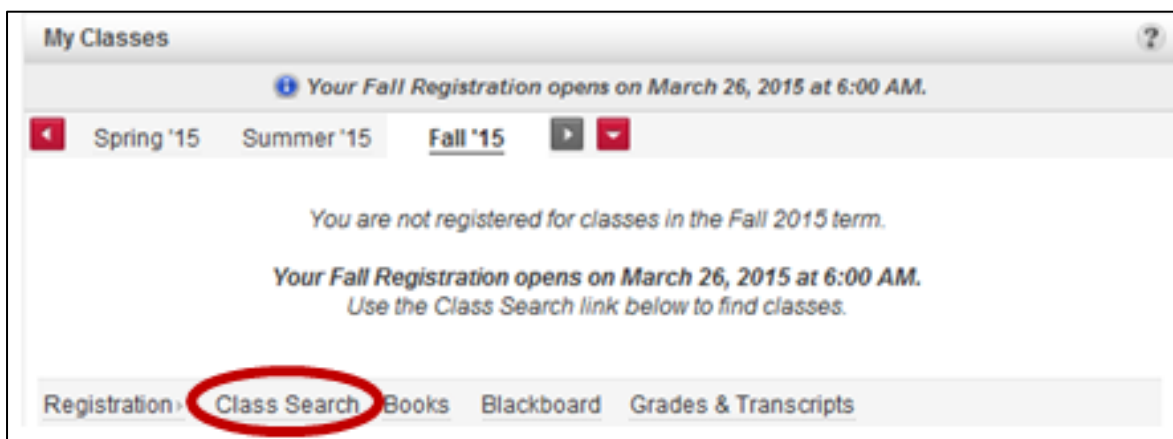 My Classes ?
Your Fall Registration opens on March 26, 2015 at 6:00 AM.
Spring '15 Summer '15 Fall '15
You are not registered for classes in the Fall 2015 term.
Your Fall Registration opens on March 26, 2015 at 6:00 AM.
Use the Class Search link below to find classes.
Registration Class Search Books Blackboard Grades & Transcripts